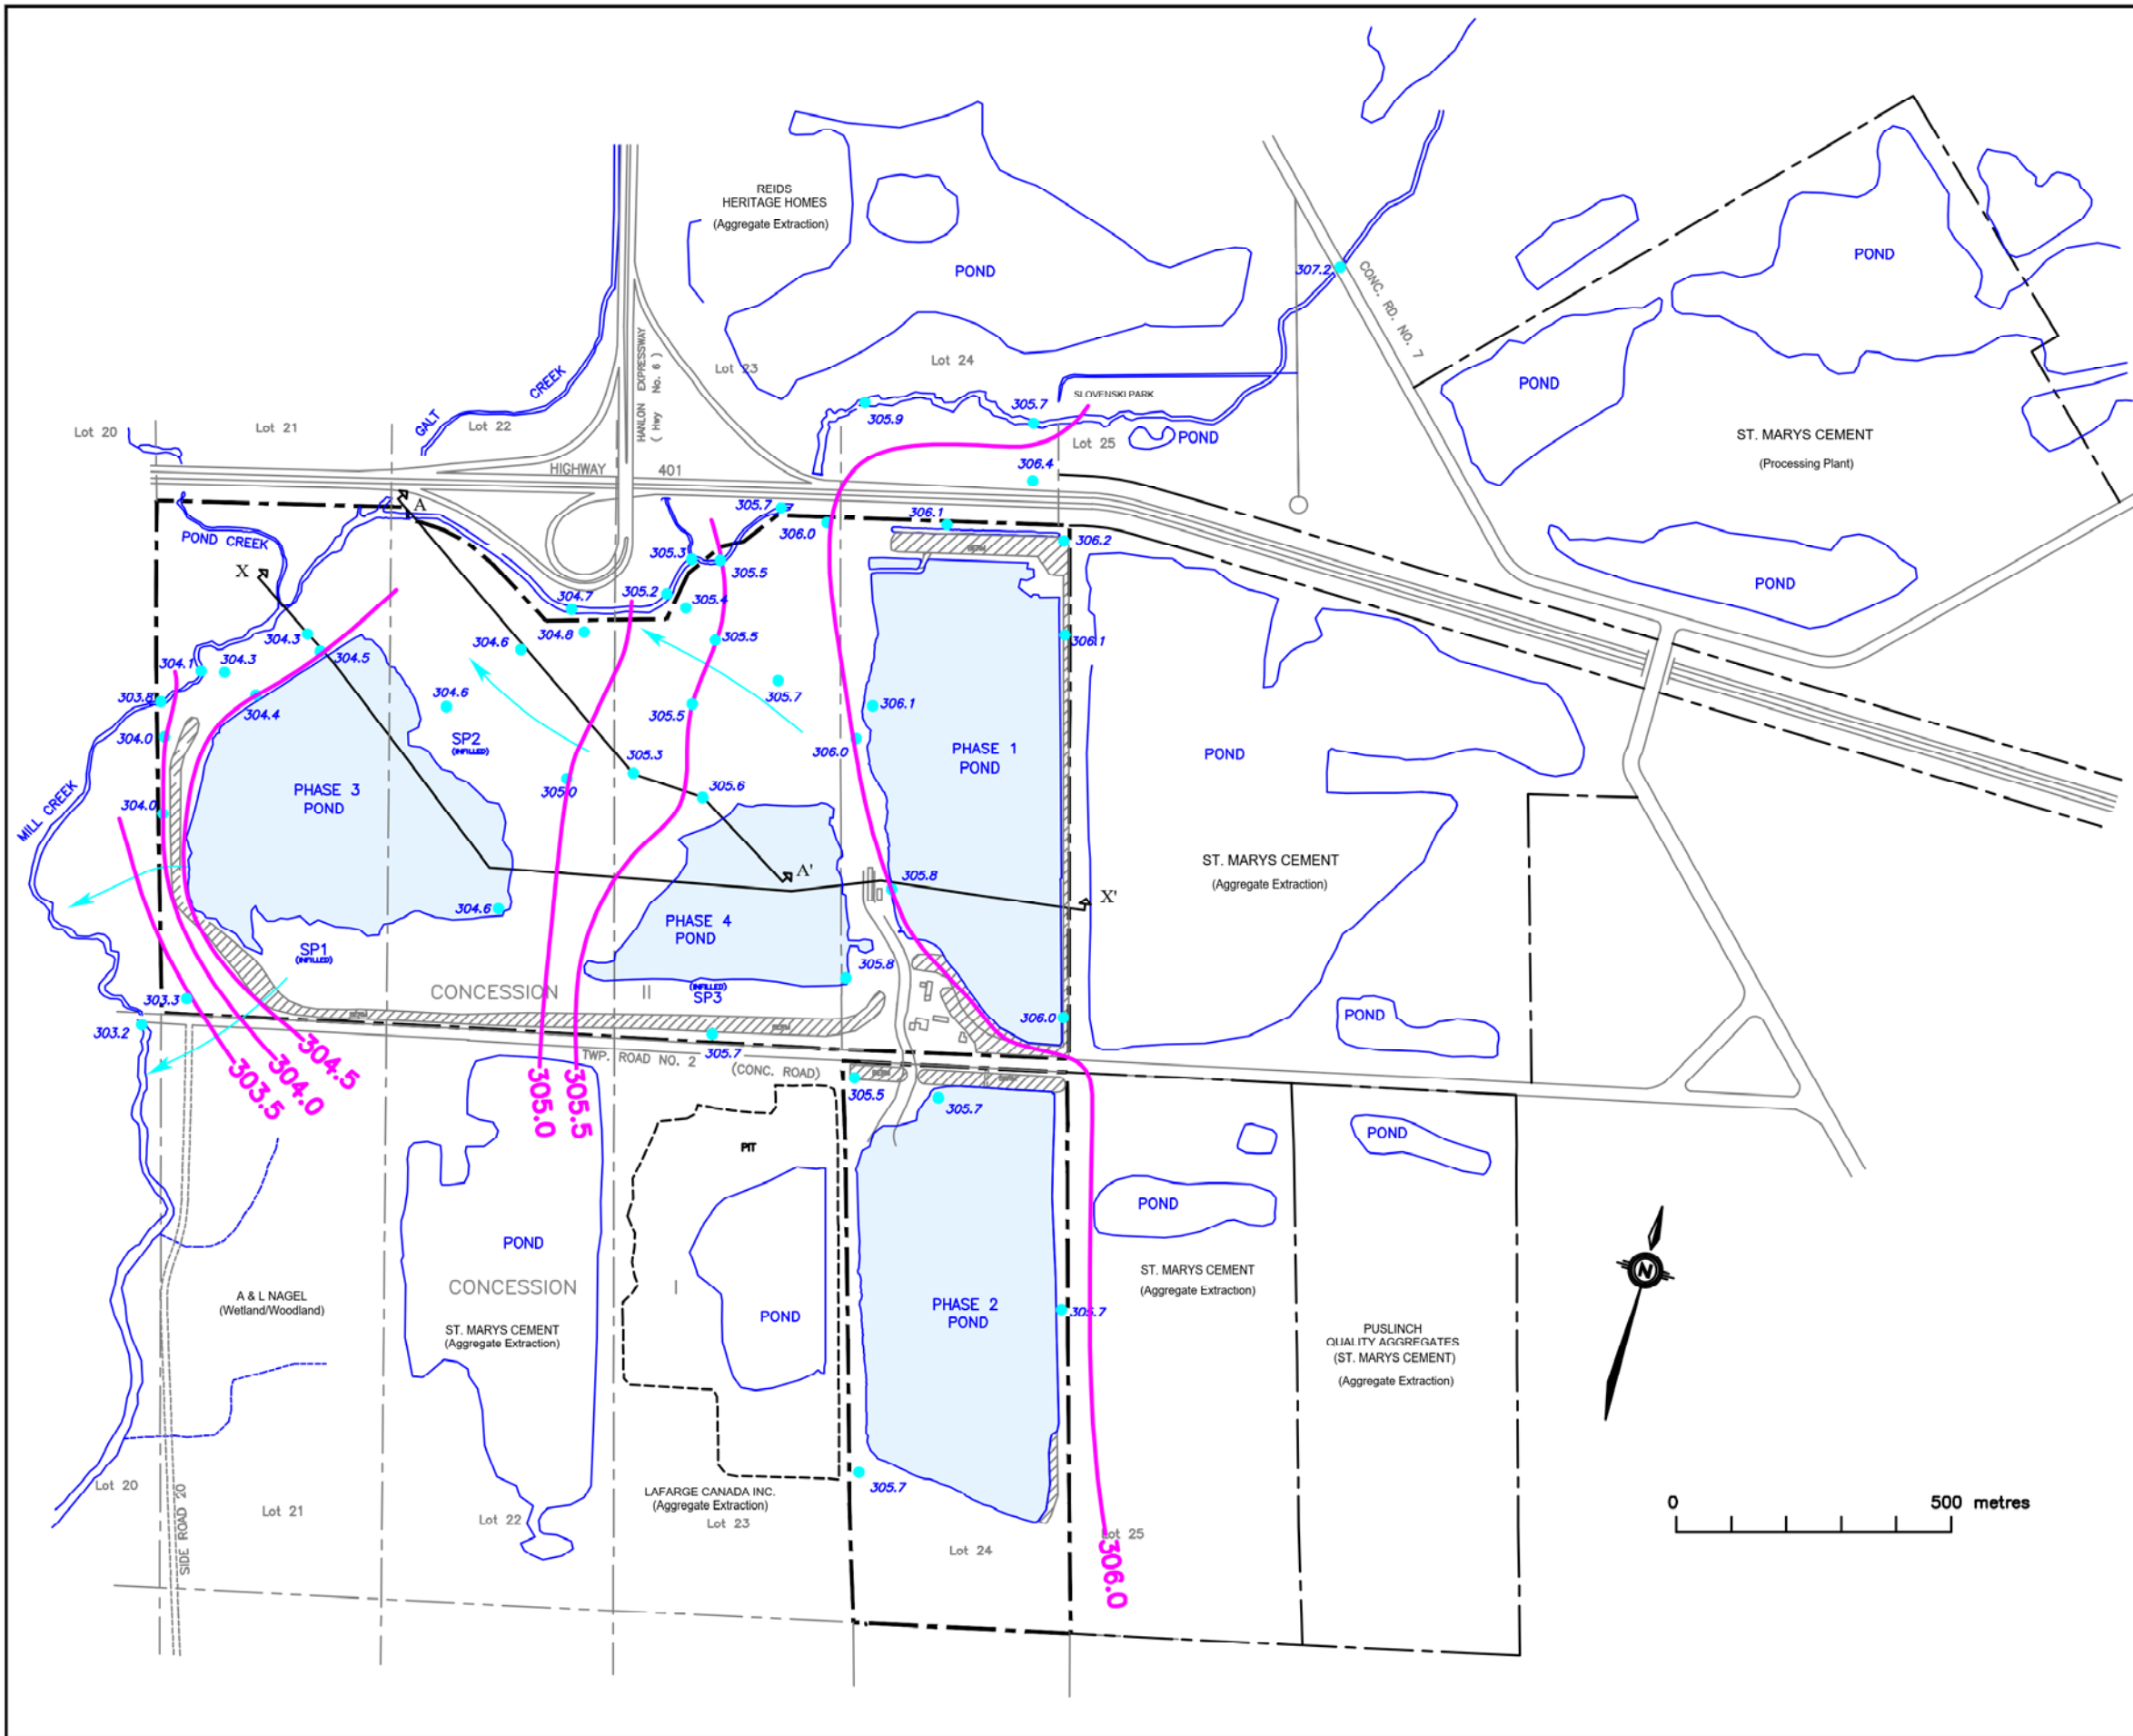 REIDS
HERITAGE HOMES
(Aggregate Extraction)
POND
POND
307.2
CONC. RD. NO. 7
HANLON EXPRESSWAY
( Hwy No. 6 )
Lot 23
Lot 24
POND
GALT
CREEK
305.9
305.7
SLOVENSKI PARK
Lot 20
Lot 21
Lot 22
Lot 25
POND
ST. MARYS CEMENT
(Processing Plant)
HIGHWAY 401
306.4
A
305.7
306.0
306.1
306.2
POND CREEK
X
305.3
305.5
POND
304.7
305.2
305.4
304.3
304.5
304.6
304.8
305.5
306.1
304.1
304.3
303.8
304.4
304.6
305.7
305.5
306.1
304.0
SP2
(INFILLED)
306.0
PHASE 1
POND
POND
305.3
305.0
305.6
PHASE 3
POND
304.0
MILL CREEK
A'
305.8
ST. MARYS CEMENT
(Aggregate Extraction)
X'
304.6
PHASE 4
POND
SP1
(INFILLED)
305.8
CONCESSION II
(INFILLED)
SP3
303.3
303.2
306.0
POND
305.7
TWP. ROAD NO. 2
(CONC. ROAD)
304.5
304.0
303.5
305.0
305.5
305.5
305.7
PIT
POND
POND
POND
CONCESSION I
A & L NAGEL
(Wetland/Woodland)
ST. MARYS CEMENT
(Aggregate Extraction)
POND
PHASE 2
POND
305.7
ST. MARYS CEMENT
(Aggregate Extraction)
PUSLINCH
QUALITY AGGREGATES
(ST. MARYS CEMENT)
(Aggregate Extraction)
N
305.7
Lot 20
SIDE ROAD 20
Lot 21
Lot 22
LAFARGE CANADA INC.
(Aggregate Extraction)
Lot 23
Lot 24
Lot 25
306.0
0 500 metres